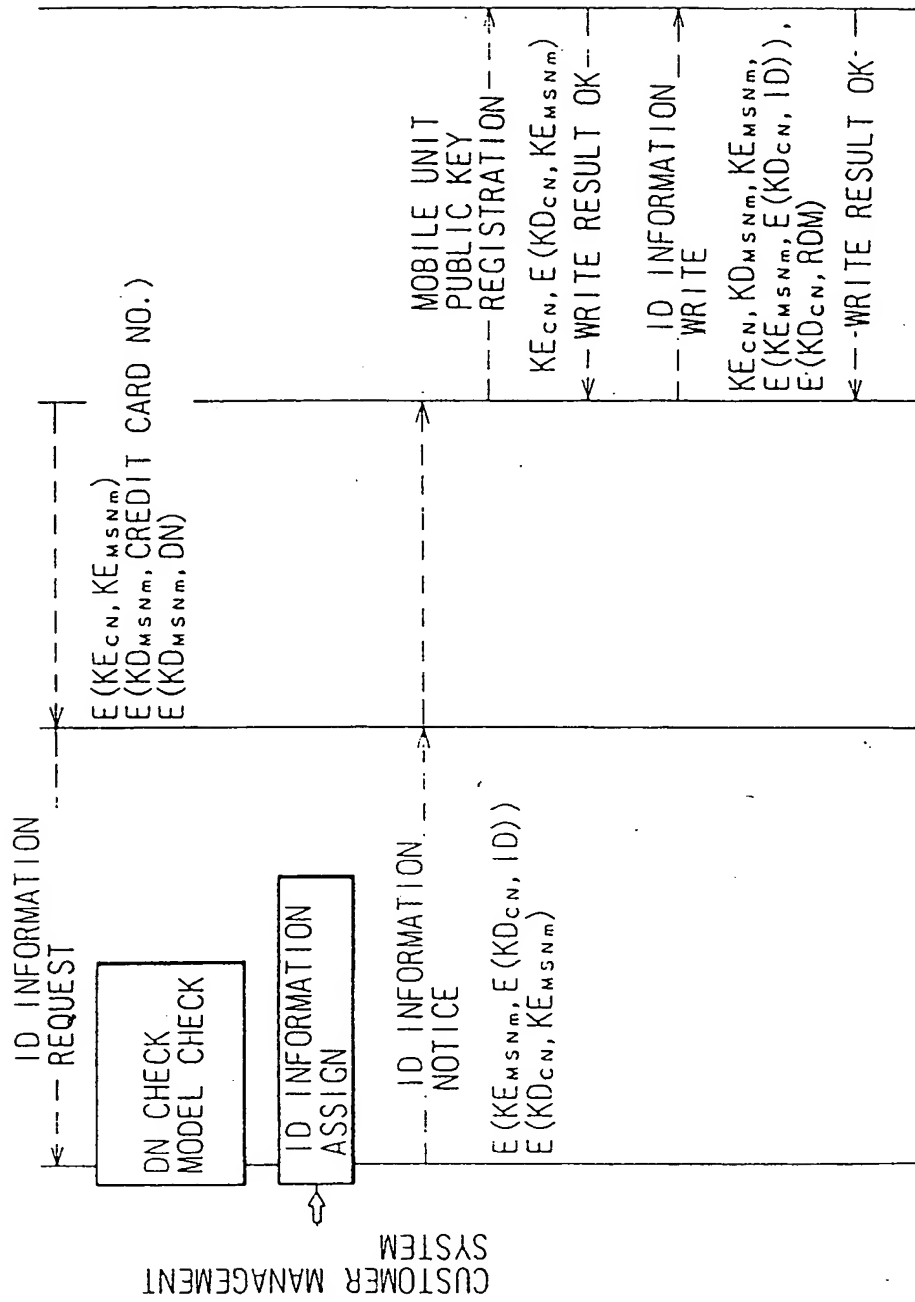 ID INFORMATION
REQUEST
E(KECN, KEMSNm)
E(KDMSNm, CREDIT CARD NO.)
E(KDMSNm, DN)
DN CHECK
MODEL CHECK
CUSTOMER MANAGEMENT
SYSTEM
ID INFORMATION
ASSIGN
ID INFORMATION
NOTICE
E(KEMSNm, E(KDCN, ID))
E(KDCN, KEMSNm)
MOBILE UNIT
PUBLIC KEY
REGISTRATION
KECN, E(KDCN, KEMSNm)
WRITE RESULT OK
ID INFORMATION
WRITE
KECN, KDMSNm, KEMSNm,
E(KEMSNm, E(KDCN, ID)),
E(KDCN, RDM)
WRITE RESULT OK